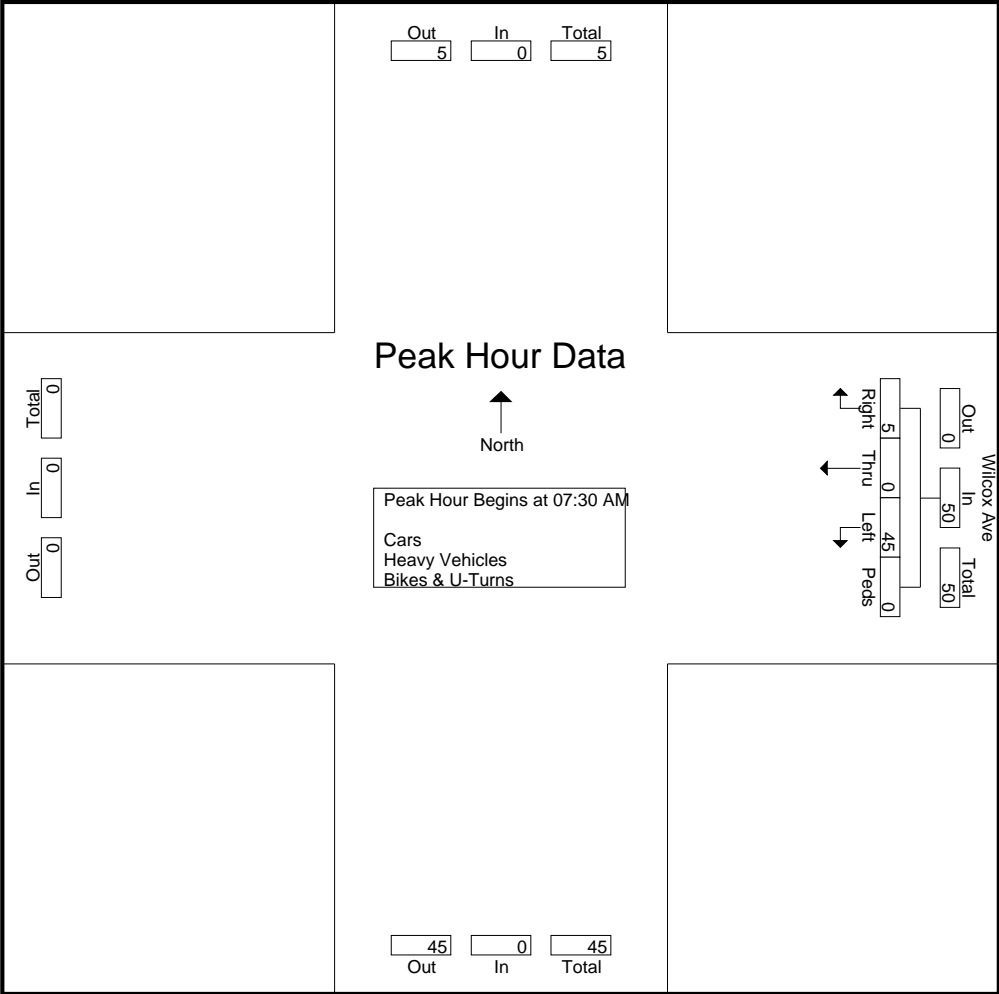 Out In Total
5 0 5
Peak Hour Data
North
Peak Hour Begins at 07:30 AM
Cars
Heavy Vehicles
Bikes & U-Turns
Total In Out
0 0 0
Wilcox Ave
Out In Total
0 50 50
5 0 45 0
Right Thru Left Peds
45 0 45
Out In Total